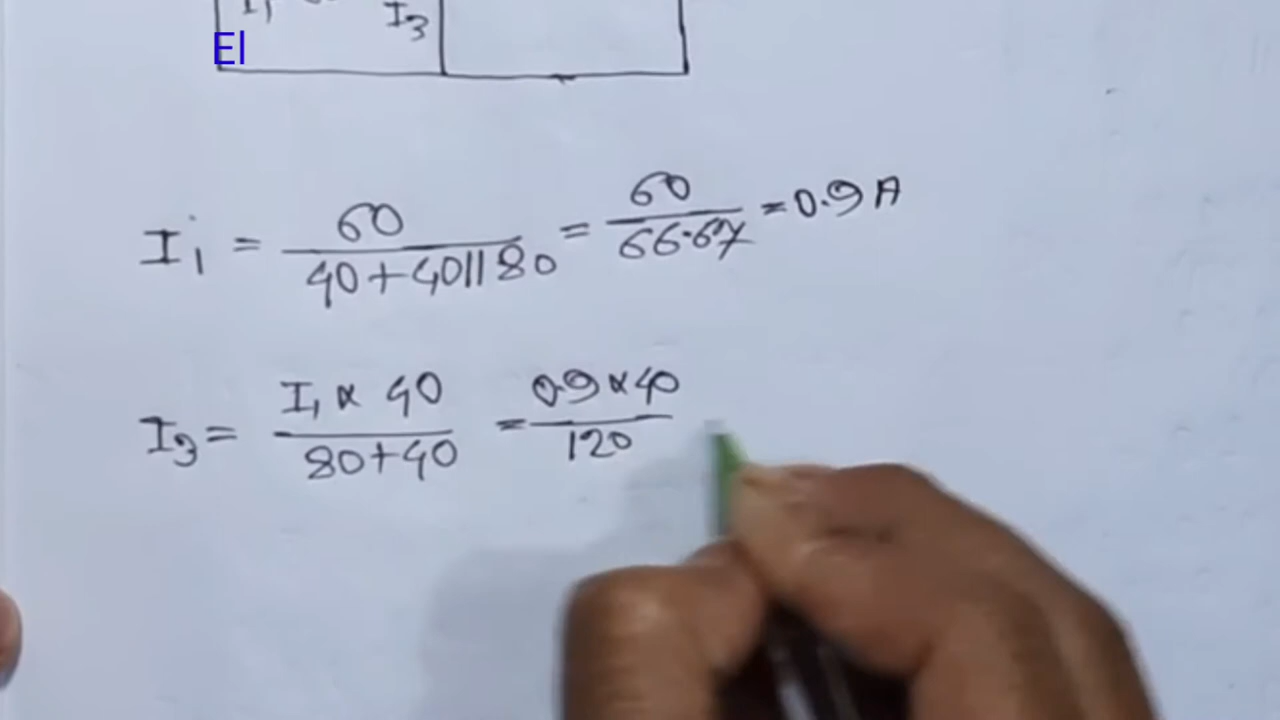 I₃
El
I₁ = 60 / (40+40||80) = 60 / 66.67 = 0.9 A
I₃ = (I₁ × 40) / (80+40) = (0.9 × 40) / 120